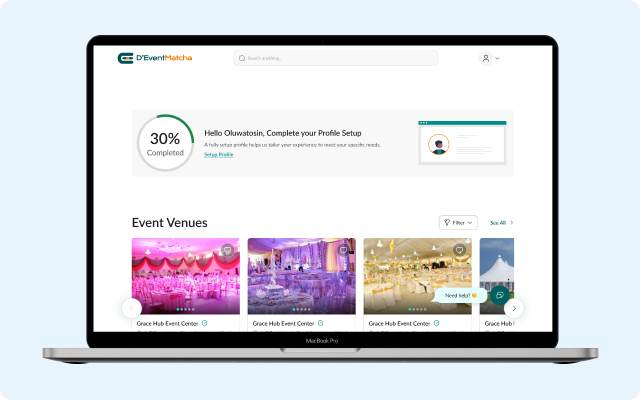 D'EventMatcha
Search anything...
30%
Completed
Hello Oluwatosin, Complete your Profile Setup
A fully setup profile helps us tailor your experience to meet your specific needs.
Setup Profile
Event Venues
Filter
See All
Need help?
Grace Hub Event Center
Grace Hub Event Center
Grace Hub Event Center
Grace Hub
MacBook Pro